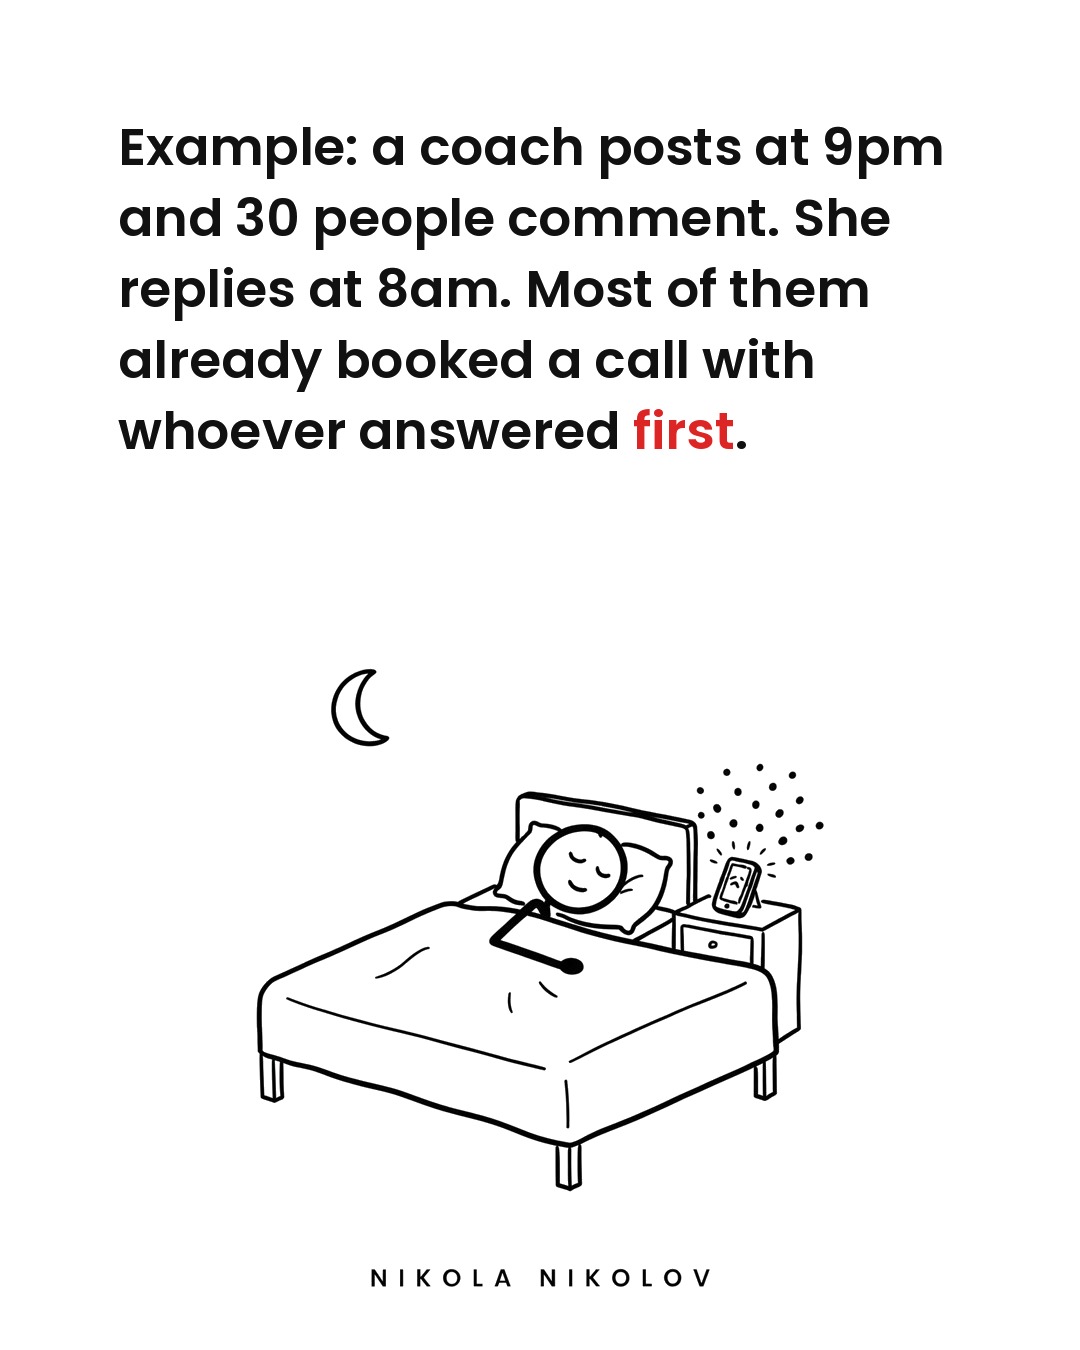 Example: a coach posts at 9pm
and 30 people comment. She
replies at 8am. Most of them
already booked a call with
whoever answered first.
NIKOLA NIKOLOV